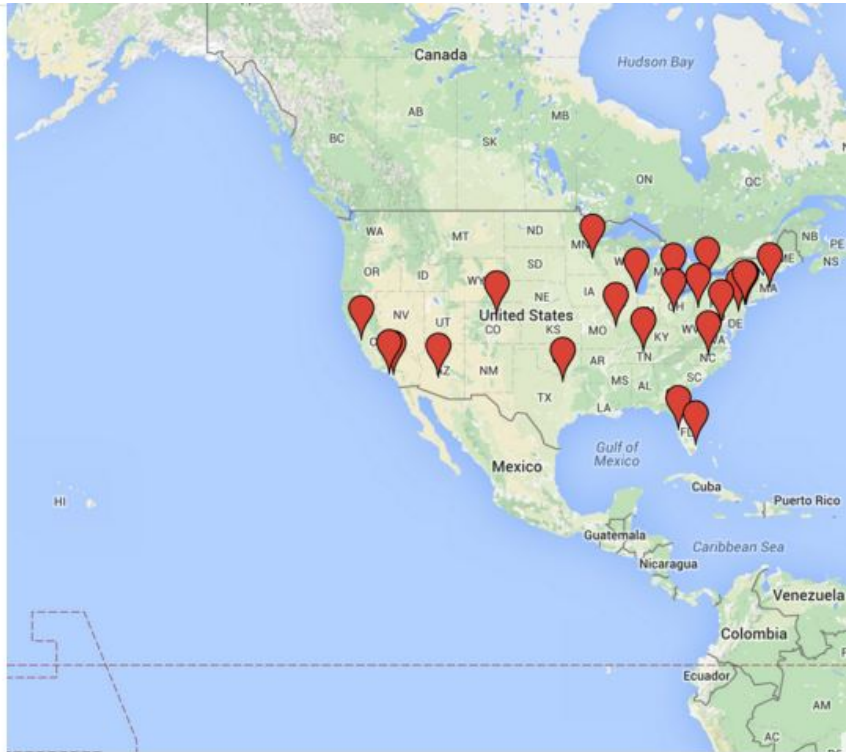 Canada
Hudson Bay
AB
MB
BC
SK
ON
QC
WA
MT
ND
MN
NB
PE
ME
NS
OR
ID
WY
SD
MA
NV
UT
CO
NE
IA
OH
United States
KS
MO
WV
KY
DE
VA
AZ
NM
AR
TN
NC
TX
MS
AL
SC
LA
FL
Gulf of
Mexico
Mexico
HI
Cuba
Puerto Rico
Guatemala
Caribbean Sea
Nicaragua
Venezuela
Colombia
Ecuador
AM
AC